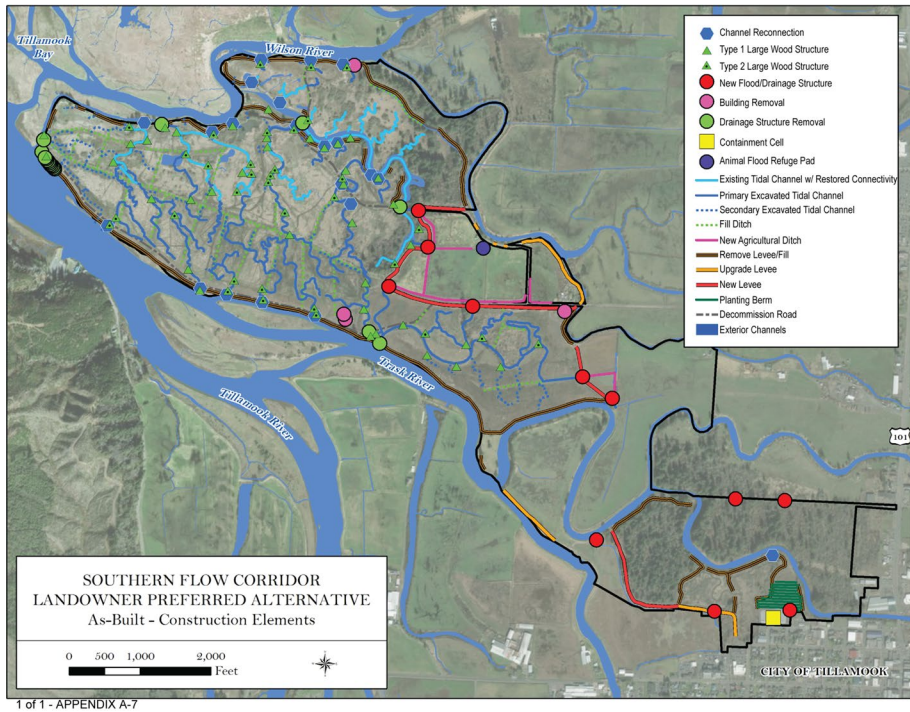 Tillamook
Bay
Wilson River
Channel Reconnection
Type 1 Large Wood Structure
Type 2 Large Wood Structure
New Flood/Drainage Structure
Building Removal
Drainage Structure Removal
Containment Cell
Animal Flood Refuge Pad
Existing Tidal Channel w/ Restored Connectivity
Primary Excavated Tidal Channel
Secondary Excavated Tidal Channel
Fill Ditch
New Agricultural Ditch
Remove Levee/Fill
Upgrade Levee
New Levee
Planting Berm
Decommission Road
Exterior Channels
Trask River
Tillamook River
101
SOUTHERN FLOW CORRIDOR
LANDOWNER PREFERRED ALTERNATIVE
As-Built - Construction Elements
0 500 1,000 2,000
Feet
CITY OF TILLAMOOK
1 of 1 - APPENDIX A-7